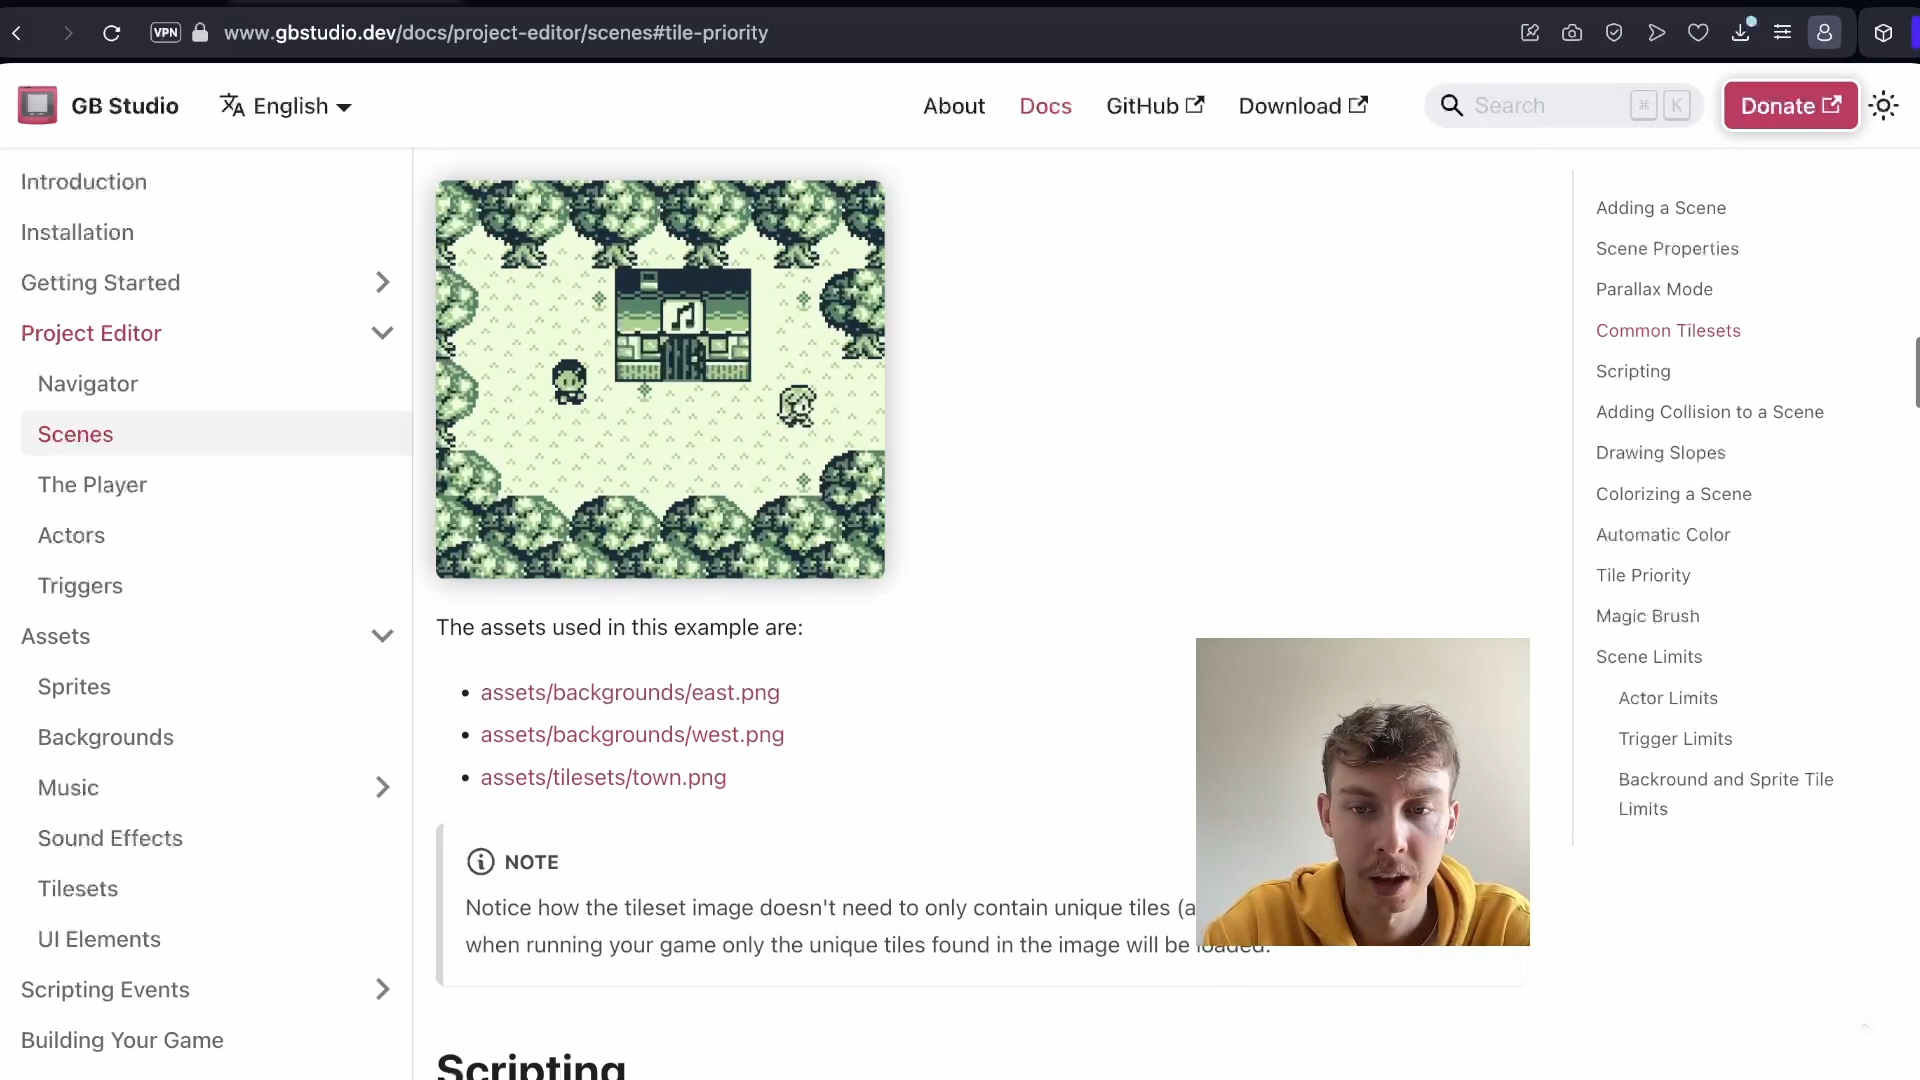 VPN www.gbstudio.dev/docs/project-editor/scenes#tile-priority
GB Studio English About Docs GitHub Download Search ⌘ K Donate
Introduction
Installation
Getting Started
Project Editor
Navigator
Scenes
The Player
Actors
Triggers
Assets
Sprites
Backgrounds
Music
Sound Effects
Tilesets
UI Elements
Scripting Events
Building Your Game
The assets used in this example are:
assets/backgrounds/east.png
assets/backgrounds/west.png
assets/tilesets/town.png
NOTE
Notice how the tileset image doesn't need to only contain unique tiles (a
when running your game only the unique tiles found in the image will be loaded.
Scripting
Adding a Scene
Scene Properties
Parallax Mode
Common Tilesets
Scripting
Adding Collision to a Scene
Drawing Slopes
Colorizing a Scene
Automatic Color
Tile Priority
Magic Brush
Scene Limits
Actor Limits
Trigger Limits
Backround and Sprite Tile
Limits